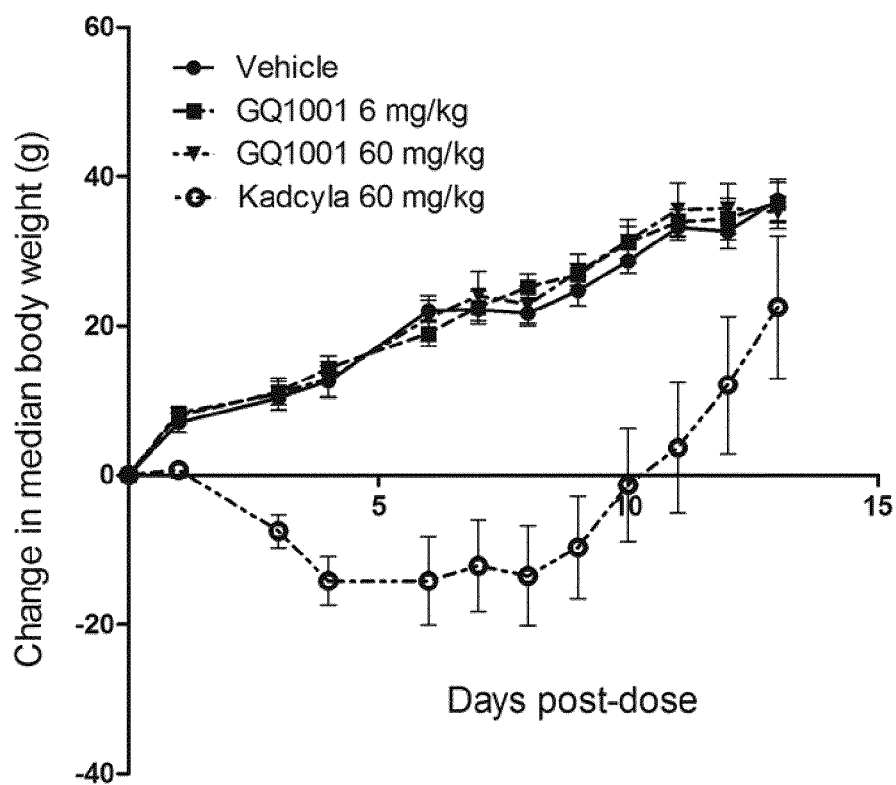 60
Vehicle
GQ1001 6 mg/kg
GQ1001 60 mg/kg
Kadcyla 60 mg/kg
40
20
0
5
10
15
-20
-40
Change in median body weight (g)
Days post-dose